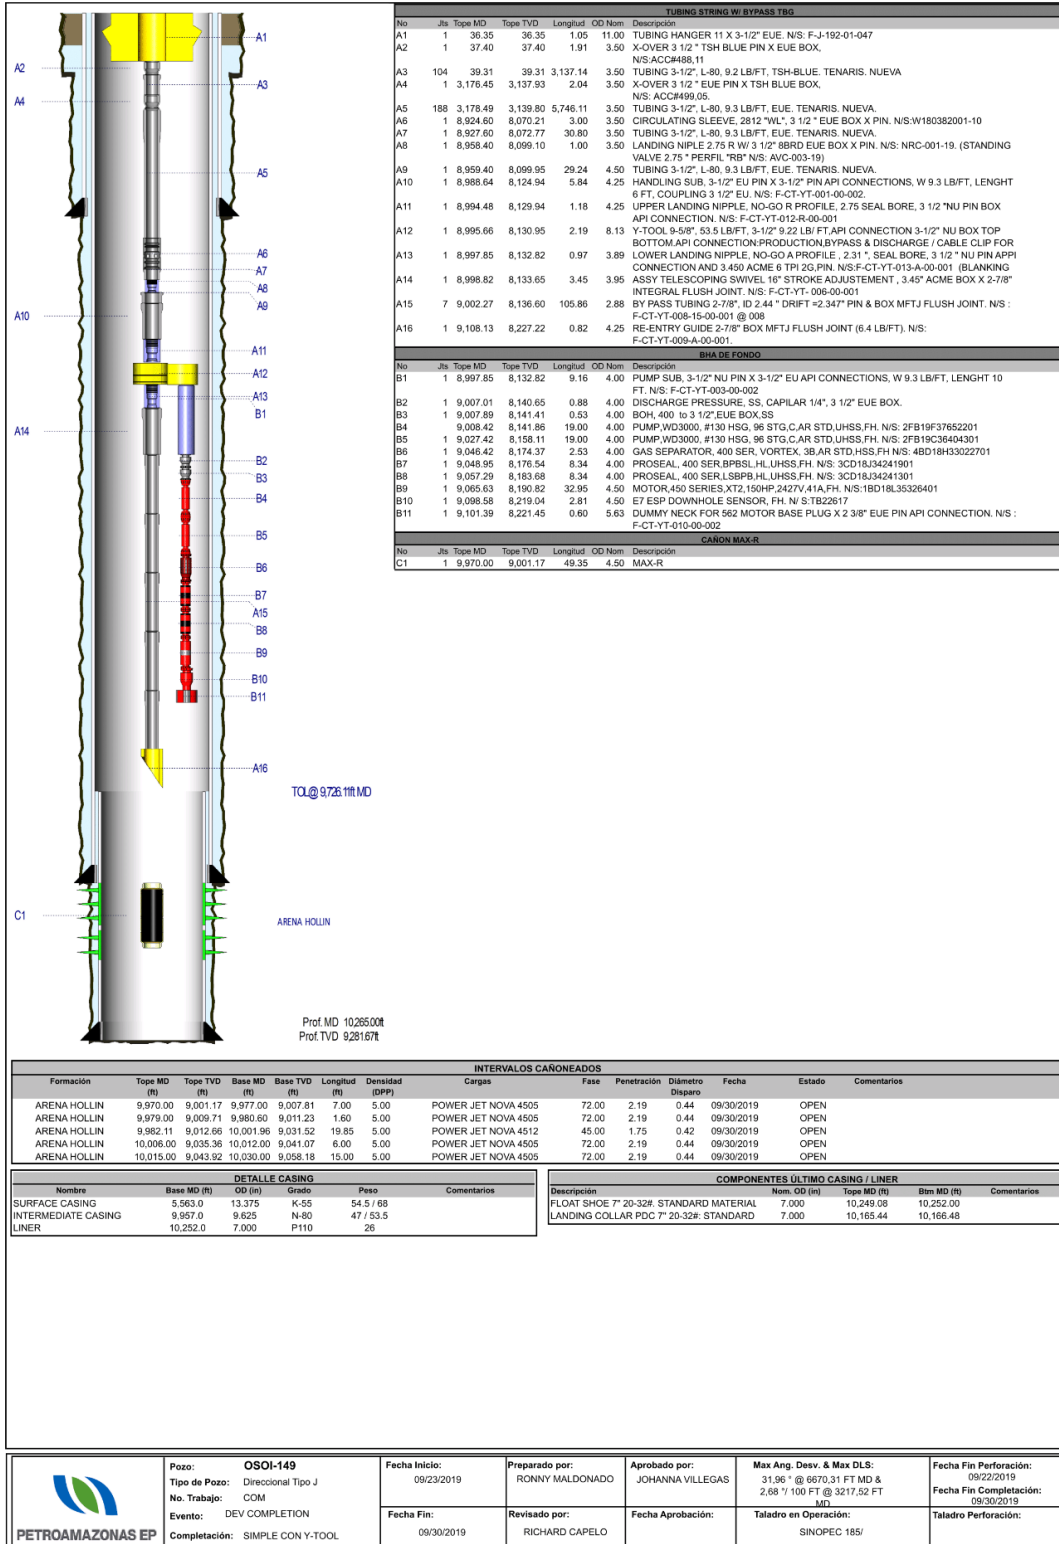 A1
A2
A3
A4
A5
A6
A7
A8
A9
A10
A11
A12
A13
B1
A14
B2
B3
B4
B5
B6
B7
A15
B8
B9
B10
B11
A16
TOL@ 9,726.11ft MD
C1
ARENA HOLLIN
Prof. MD 10,265.00ft
Prof. TVD 9,281.67ft
TUBING STRING W/ BYPASS TBG
No Jts Tope MD Tope TVD Longitud OD Nom Descripción
A1 1 36.35 36.35 1.05 11.00 TUBING HANGER 11 X 3-1/2" EUE. N/S: F-J-192-01-047
A2 1 37.40 37.40 1.91 3.50 X-OVER 3 1/2 " TSH BLUE PIN X EUE BOX,
N/S:ACC#488,11
A3 104 39.31 39.31 3,137.14 3.50 TUBING 3-1/2", L-80, 9.2 LB/FT, TSH-BLUE. TENARIS. NUEVA
A4 1 3,176.45 3,137.93 2.04 3.50 X-OVER 3 1/2 " EUE PIN X TSH BLUE BOX,
N/S: ACC#499,05.
A5 188 3,178.49 3,139.80 5,746.11 3.50 TUBING 3-1/2", L-80, 9.3 LB/FT, EUE. TENARIS. NUEVA.
A6 1 8,924.60 8,070.21 3.00 3.50 CIRCULATING SLEEVE, 2812 "WL", 3 1/2 " EUE BOX X PIN. N/S:W180382001-10
A7 1 8,927.60 8,072.77 30.80 3.50 TUBING 3-1/2", L-80, 9.3 LB/FT, EUE. TENARIS. NUEVA.
A8 1 8,958.40 8,099.10 1.00 3.50 LANDING NIPLE 2.75 R W/ 3 1/2" 8BRD EUE BOX X PIN. N/S: NRC-001-19. (STANDING
VALVE 2.75 " PERFIL "RB" N/S: AVC-003-19)
A9 1 8,959.40 8,099.95 29.24 4.50 TUBING 3-1/2", L-80, 9.3 LB/FT, EUE. TENARIS. NUEVA.
A10 1 8,988.64 8,124.94 5.84 4.25 HANDLING SUB, 3-1/2" EU PIN X 3-1/2" PIN API CONNECTIONS, W 9.3 LB/FT, LENGHT
6 FT, COUPLING 3 1/2" EU. N/S: F-CT-YT-001-00-002.
A11 1 8,994.48 8,129.94 1.18 4.25 UPPER LANDING NIPPLE, NO-GO R PROFILE, 2.75 SEAL BORE, 3 1/2 "NU PIN BOX
API CONNECTION. N/S: F-CT-YT-012-R-00-001
A12 1 8,995.66 8,130.95 2.19 8.13 Y-TOOL 9-5/8", 53.5 LB/FT, 3-1/2" 9.22 LB/ FT,API CONNECTION 3-1/2" NU BOX TOP
BOTTOM.API CONNECTION:PRODUCTION,BYPASS & DISCHARGE / CABLE CLIP FOR
A13 1 8,997.85 8,132.82 0.97 3.89 LOWER LANDING NIPPLE, NO-GO A PROFILE , 2.31 ", SEAL BORE, 3 1/2 " NU PIN APPI
CONNECTION AND 3.450 ACME 6 TPI 2G,PIN. N/S:F-CT-YT-013-A-00-001 (BLANKING
A14 1 8,998.82 8,133.65 3.45 3.95 ASSY TELESCOPING SWIVEL 16" STROKE ADJUSTEMENT , 3.45" ACME BOX X 2-7/8"
INTEGRAL FLUSH JOINT. N/S: F-CT-YT- 006-00-001
A15 7 9,002.27 8,136.60 105.86 2.88 BY PASS TUBING 2-7/8", ID 2.44 " DRIFT =2.347" PIN & BOX MFTJ FLUSH JOINT. N/S :
F-CT-YT-008-15-00-001 @ 008
A16 1 9,108.13 8,227.22 0.82 4.25 RE-ENTRY GUIDE 2-7/8" BOX MFTJ FLUSH JOINT (6.4 LB/FT). N/S:
F-CT-YT-009-A-00-001.
BHA DE FONDO
No Jts Tope MD Tope TVD Longitud OD Nom Descripción
B1 1 8,997.85 8,132.82 9.16 4.00 PUMP SUB, 3-1/2" NU PIN X 3-1/2" EU API CONNECTIONS, W 9.3 LB/FT, LENGHT 10
FT. N/S: F-CT-YT-003-00-002
B2 1 9,007.01 8,140.65 0.88 4.00 DISCHARGE PRESSURE, SS, CAPILAR 1/4", 3 1/2" EUE BOX.
B3 1 9,007.89 8,141.41 0.53 4.00 BOH, 400 to 3 1/2",EUE BOX,SS
B4 9,008.42 8,141.86 19.00 4.00 PUMP,WD3000, #130 HSG, 96 STG,C,AR STD,UHSS,FH. N/S: 2FB19F37652201
B5 1 9,027.42 8,158.11 19.00 4.00 PUMP,WD3000, #130 HSG, 96 STG,C,AR STD,UHSS,FH. N/S: 2FB19C36404301
B6 1 9,046.42 8,174.37 2.53 4.00 GAS SEPARATOR, 400 SER, VORTEX, 3B,AR STD,HSS,FH N/S: 4BD18H33022701
B7 1 9,048.95 8,176.54 8.34 4.00 PROSEAL, 400 SER,BPBSL,HL,UHSS,FH. N/S: 3CD18J34241901
B8 1 9,057.29 8,183.68 8.34 4.00 PROSEAL, 400 SER,LSBPB,HL,UHSS,FH. N/S: 3CD18J34241301
B9 1 9,065.63 8,190.82 32.95 4.50 MOTOR,450 SERIES,XT2,150HP,2427V,41A,FH. N/S:1BD18L35326401
B10 1 9,098.58 8,219.04 2.81 4.50 E7 ESP DOWNHOLE SENSOR, FH. N/ S:TB22617
B11 1 9,101.39 8,221.45 0.60 5.63 DUMMY NECK FOR 562 MOTOR BASE PLUG X 2 3/8" EUE PIN API CONNECTION. N/S :
F-CT-YT-010-00-002
CAÑON MAX-R
No Jts Tope MD Tope TVD Longitud OD Nom Descripción
C1 1 9,970.00 9,001.17 49.35 4.50 MAX-R
INTERVALOS CAÑONEADOS
Formación Tope MD (ft) Tope TVD (ft) Base MD (ft) Base TVD (ft) Longitud (ft) Densidad (DPP) Cargas Fase Penetración Diámetro Disparo Fecha Estado Comentarios
ARENA HOLLIN 9,970.00 9,001.17 9,977.00 9,007.81 7.00 5.00 POWER JET NOVA 4505 72.00 2.19 0.44 09/30/2019 OPEN
ARENA HOLLIN 9,979.00 9,009.71 9,980.60 9,011.23 1.60 5.00 POWER JET NOVA 4505 72.00 2.19 0.44 09/30/2019 OPEN
ARENA HOLLIN 9,982.11 9,012.66 10,001.96 9,031.52 19.85 5.00 POWER JET NOVA 4512 45.00 1.75 0.42 09/30/2019 OPEN
ARENA HOLLIN 10,006.00 9,035.36 10,012.00 9,041.07 6.00 5.00 POWER JET NOVA 4505 72.00 2.19 0.44 09/30/2019 OPEN
ARENA HOLLIN 10,015.00 9,043.92 10,030.00 9,058.18 15.00 5.00 POWER JET NOVA 4505 72.00 2.19 0.44 09/30/2019 OPEN
DETALLE CASING
Nombre Base MD (ft) OD (in) Grado Peso Comentarios
SURFACE CASING 5,563.0 13.375 K-55 54.5 / 68
INTERMEDIATE CASING 9,957.0 9.625 N-80 47 / 53.5
LINER 10,252.0 7.000 P110 26
COMPONENTES ÚLTIMO CASING / LINER
Descripción Nom. OD (in) Tope MD (ft) Btm MD (ft) Comentarios
FLOAT SHOE 7" 20-32#. STANDARD MATERIAL 7.000 10,249.08 10,252.00
LANDING COLLAR PDC 7" 20-32#: STANDARD 7.000 10,165.44 10,166.48
PETROAMAZONAS EP
Pozo: OSOI-149
Tipo de Pozo: Direccional Tipo J
No. Trabajo: COM
Evento: DEV COMPLETION
Completación: SIMPLE CON Y-TOOL
Fecha Inicio:
09/23/2019
Fecha Fin:
09/30/2019
Preparado por:
RONNY MALDONADO
Revisado por:
RICHARD CAPELO
Aprobado por:
JOHANNA VILLEGAS
Fecha Aprobación:
Max Ang. Desv. & Max DLS:
31,96 ° @ 6670,31 FT MD &
2,68 °/ 100 FT @ 3217,52 FT
MD
Taladro en Operación:
SINOPEC 185/
Fecha Fin Perforación:
09/22/2019
Fecha Fin Completación:
09/30/2019
Taladro Perforación: